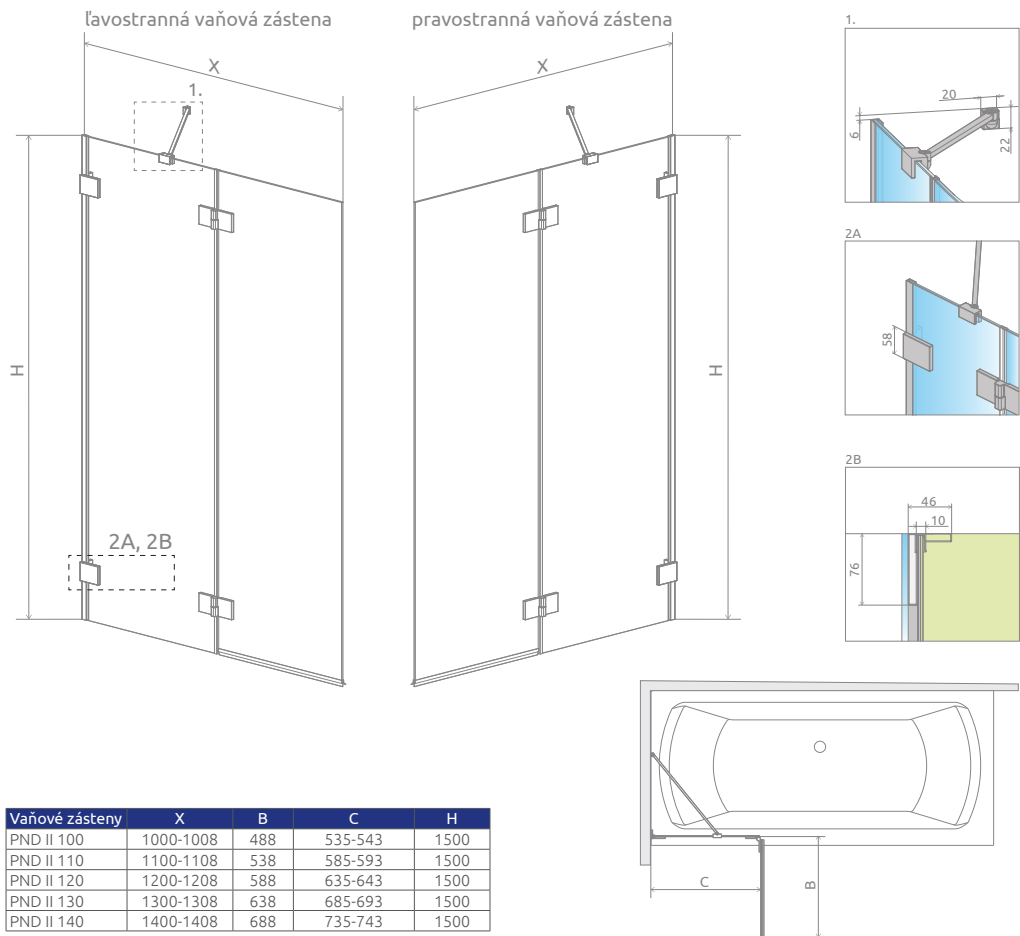 ľavostranná vaňová zástena
pravostranná vaňová zástena
X
X
1.
H
H
2A, 2B
1.
20
6
22
2A
58
2B
46
10
76
C
B
Vaňové zásteny X B C H
PND II 100 1000-1008 488 535-543 1500
PND II 110 1100-1108 538 585-593 1500
PND II 120 1200-1208 588 635-643 1500
PND II 130 1300-1308 638 685-693 1500
PND II 140 1400-1408 688 735-743 1500